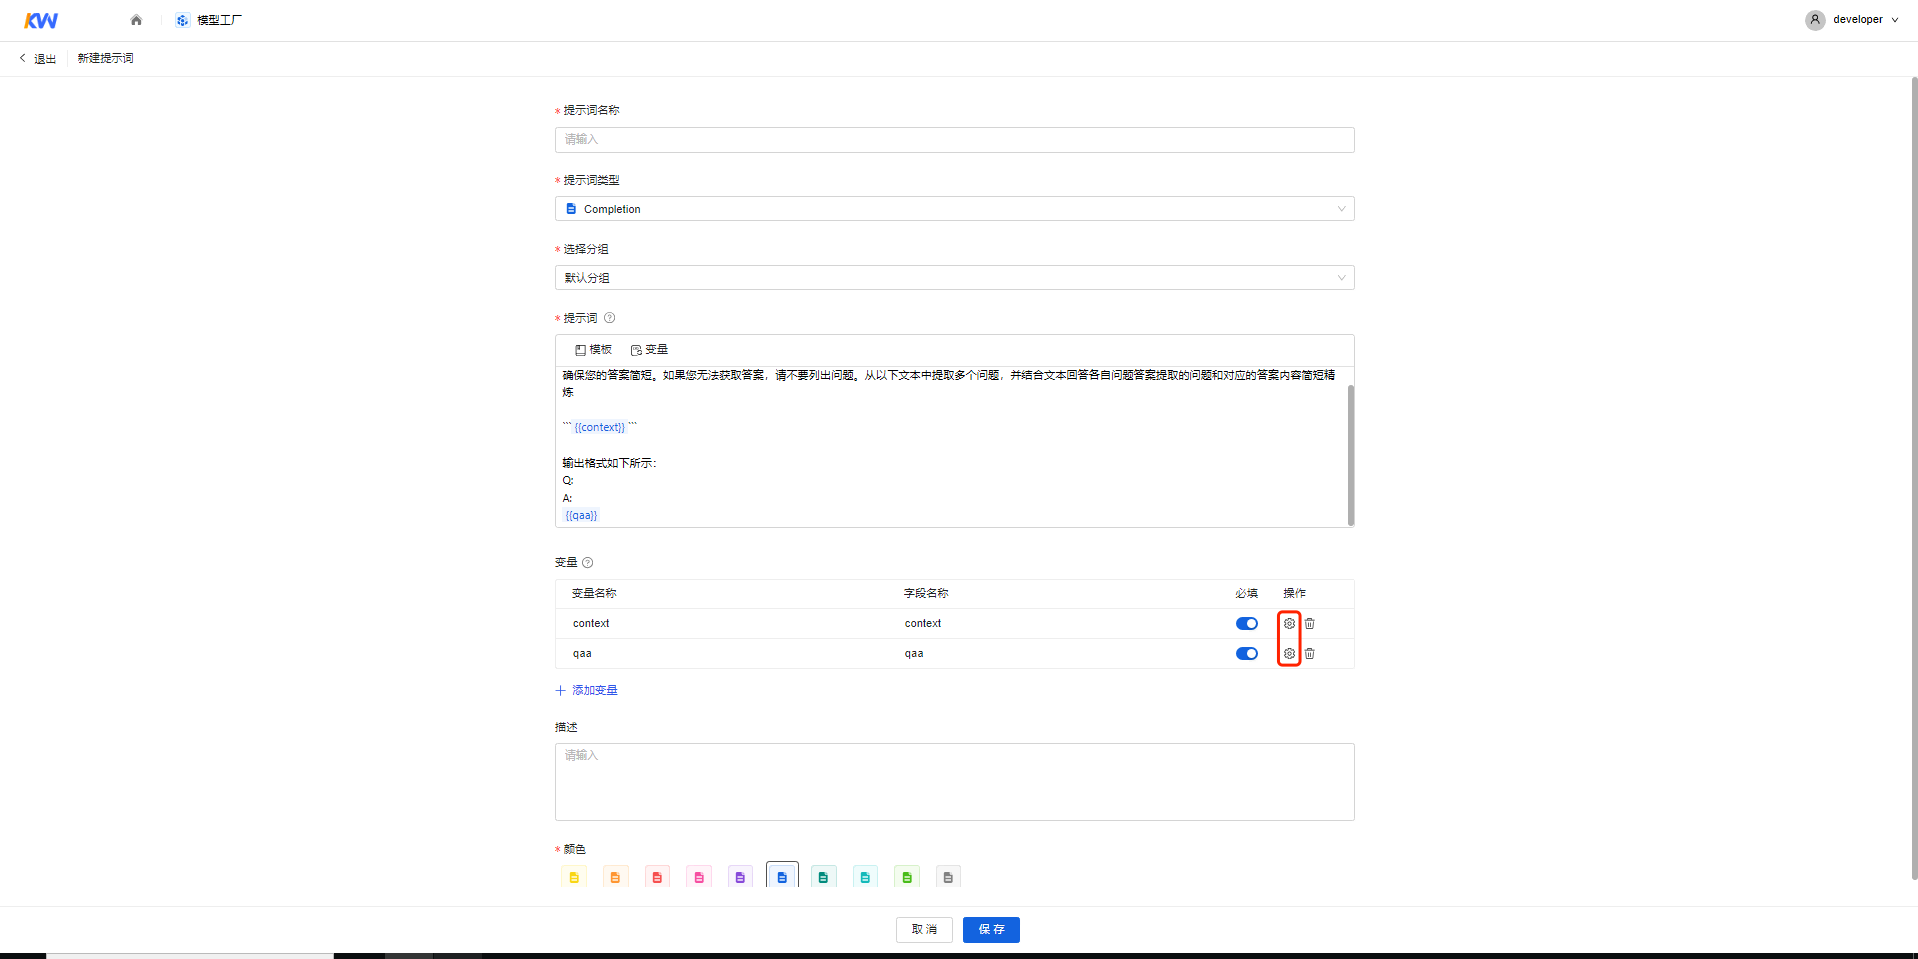 KW
模型工厂
developer
退出
新建提示词
* 提示词名称
请输入
* 提示词类型
Completion
* 选择分组
默认分组
* 提示词
模板
变量
确保您的答案简短。如果您无法获取答案，请不要列出问题。从以下文本中提取多个问题，并结合文本回答各自问题答案提取的问题和对应的答案内容简短精
炼
``` {{context}} ```
输出格式如下所示：
Q:
A:
{{qaa}}
变量
变量名称 字段名称 必填 操作
context context
qaa qaa
添加变量
描述
请输入
* 颜色
取消 保存